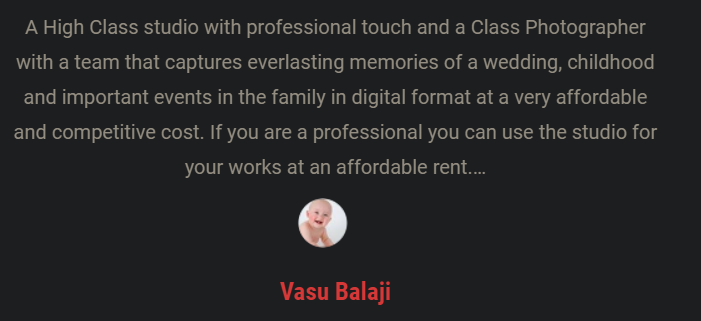 A High Class studio with professional touch and a Class Photographer
with a team that captures everlasting memories of a wedding, childhood
and important events in the family in digital format at a very affordable
and competitive cost. If you are a professional you can use the studio for
your works at an affordable rent....
Vasu Balaji